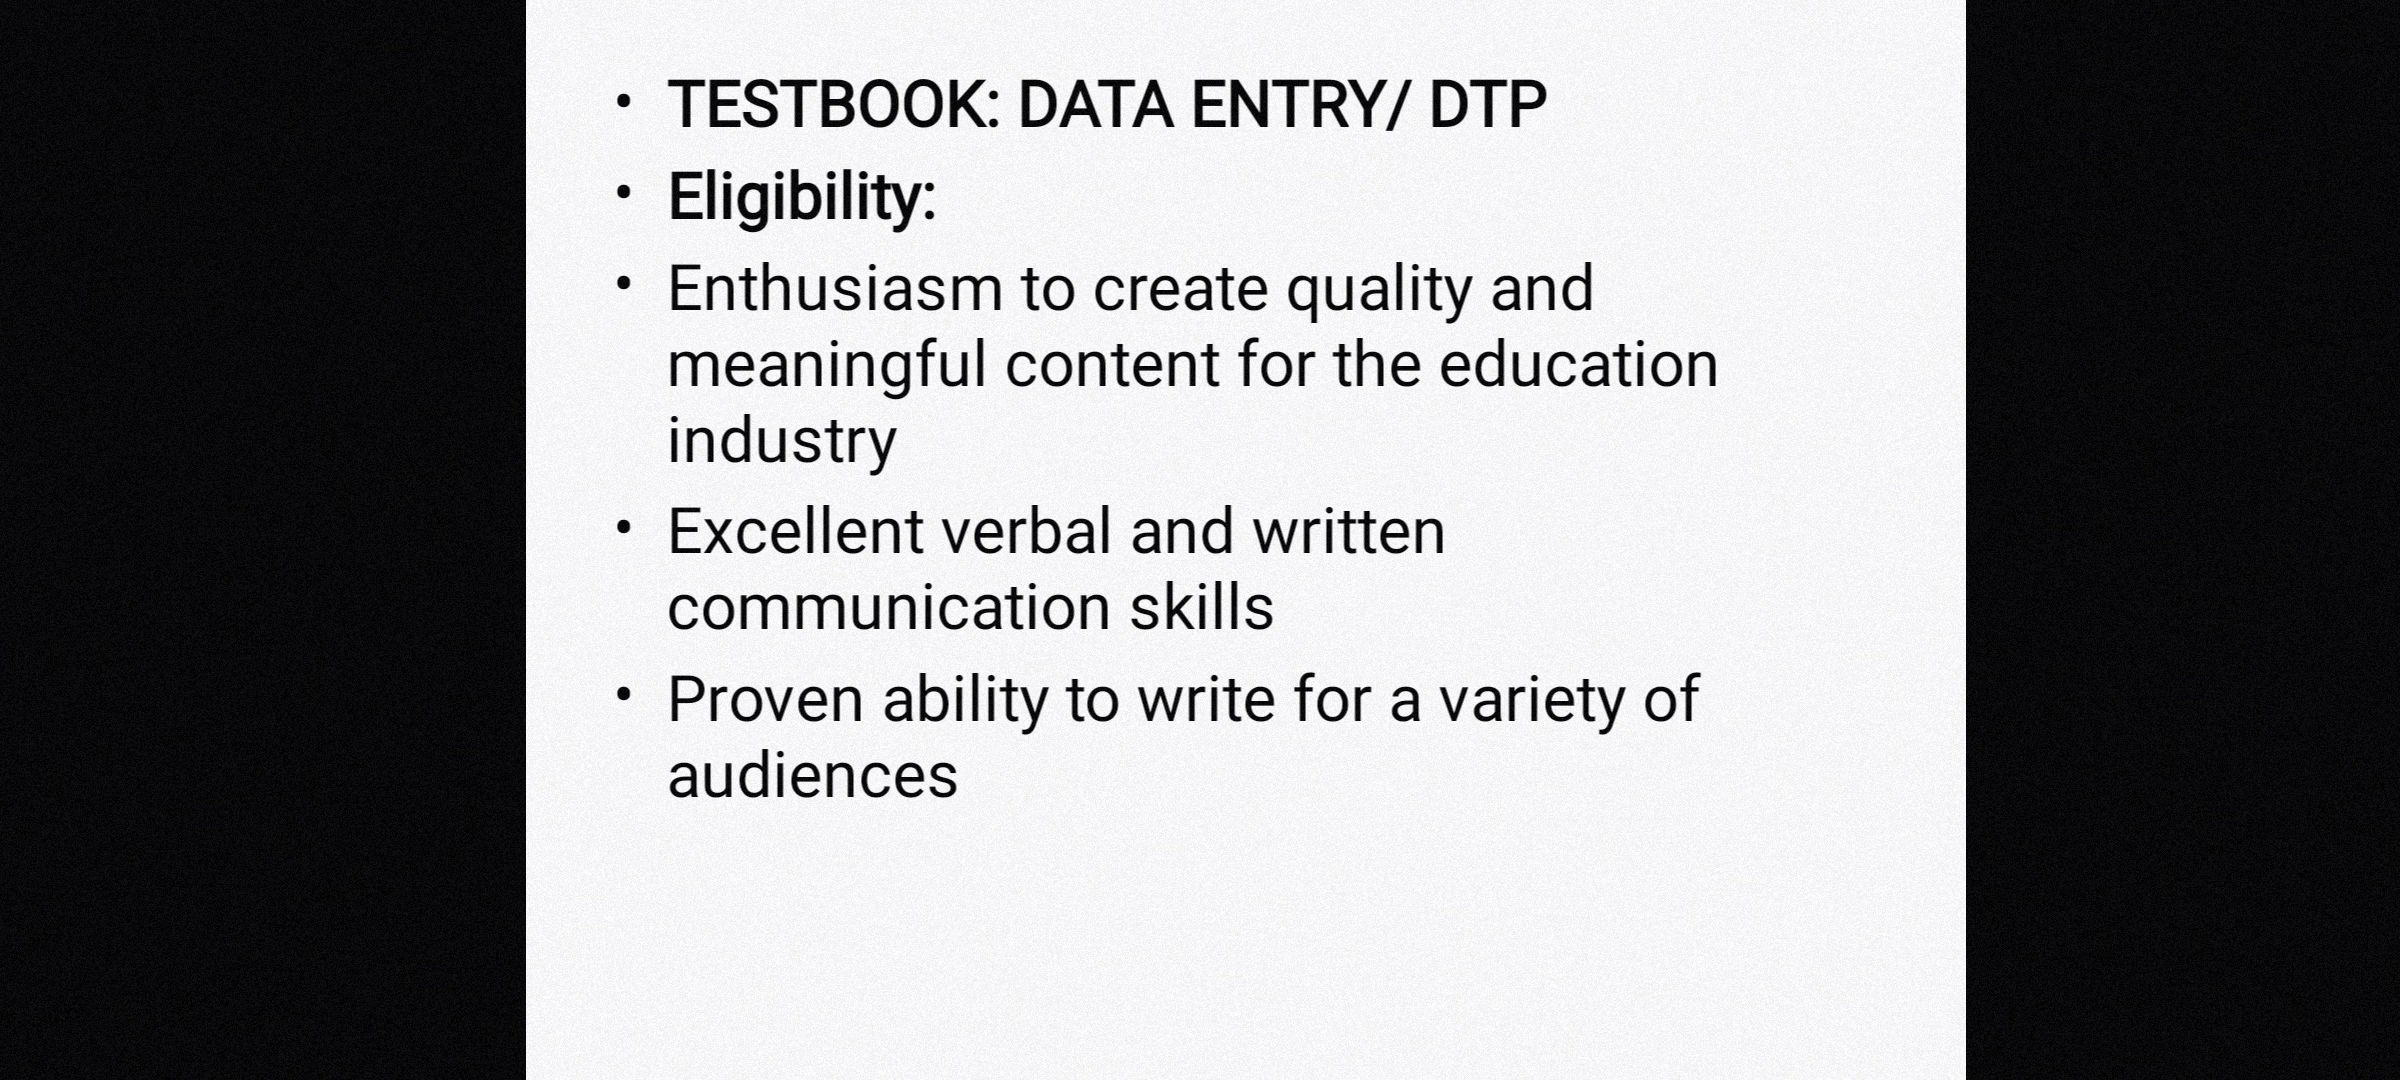 • TESTBOOK: DATA ENTRY/ DTP
• Eligibility:
• Enthusiasm to create quality and
meaningful content for the education
industry
• Excellent verbal and written
communication skills
• Proven ability to write for a variety of
audiences